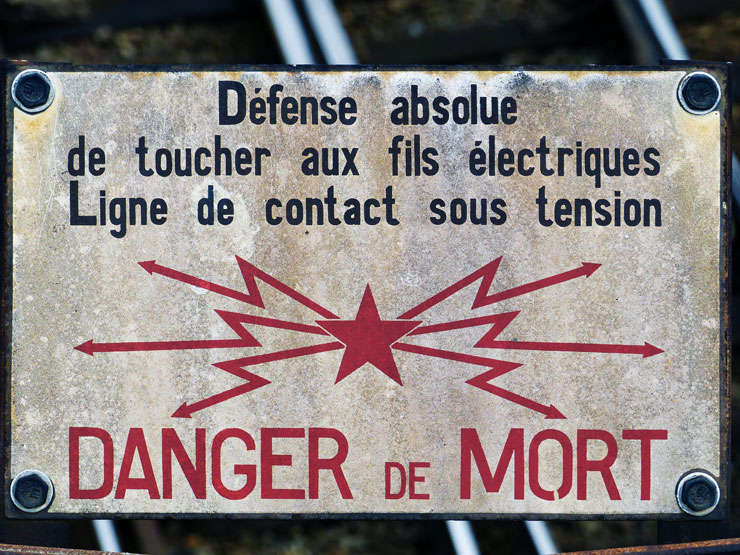 Défense absolue
de toucher aux fils électriques
Ligne de contact sous tension
DANGER DE MORT